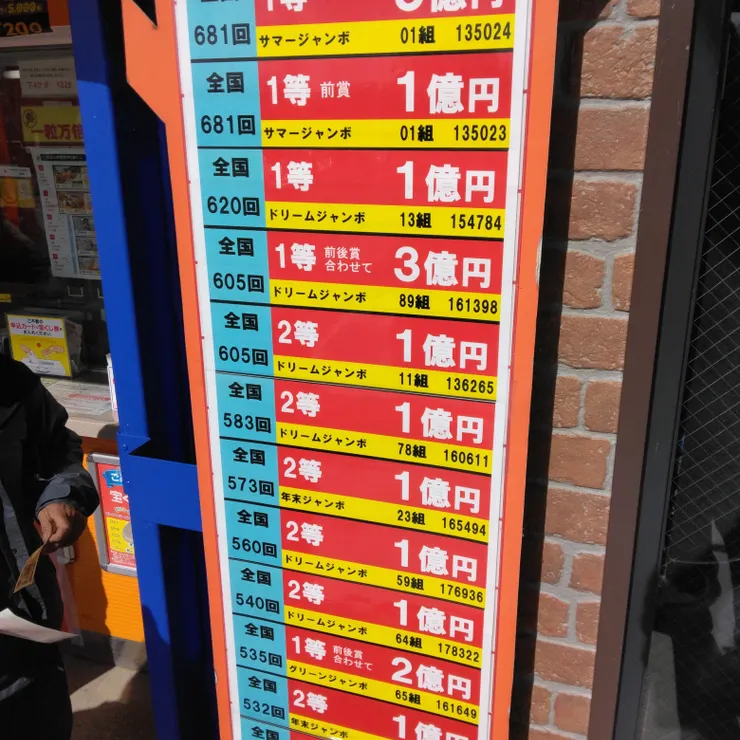 681回
サマージャンボ 01組 135024
全国
1等 前賞 1億円
681回
サマージャンボ 01組 135023
全国
1等 1億円
620回
ドリームジャンボ 13組 154784
全国
1等 前後賞合わせて 3億円
605回
ドリームジャンボ 89組 161398
全国
2等 1億円
605回
ドリームジャンボ 11組 136265
全国
2等 1億円
583回
ドリームジャンボ 78組 160611
全国
2等 1億円
573回
年末ジャンボ 23組 165494
全国
2等 1億円
560回
ドリームジャンボ 59組 176936
全国
2等 1億円
540回
ドリームジャンボ 64組 178322
全国
1等 前後賞合わせて 2億円
535回
グリーンジャンボ 65組 161649
全国
2等 1億円
532回
年末ジャンボ
全国
一粒万倍